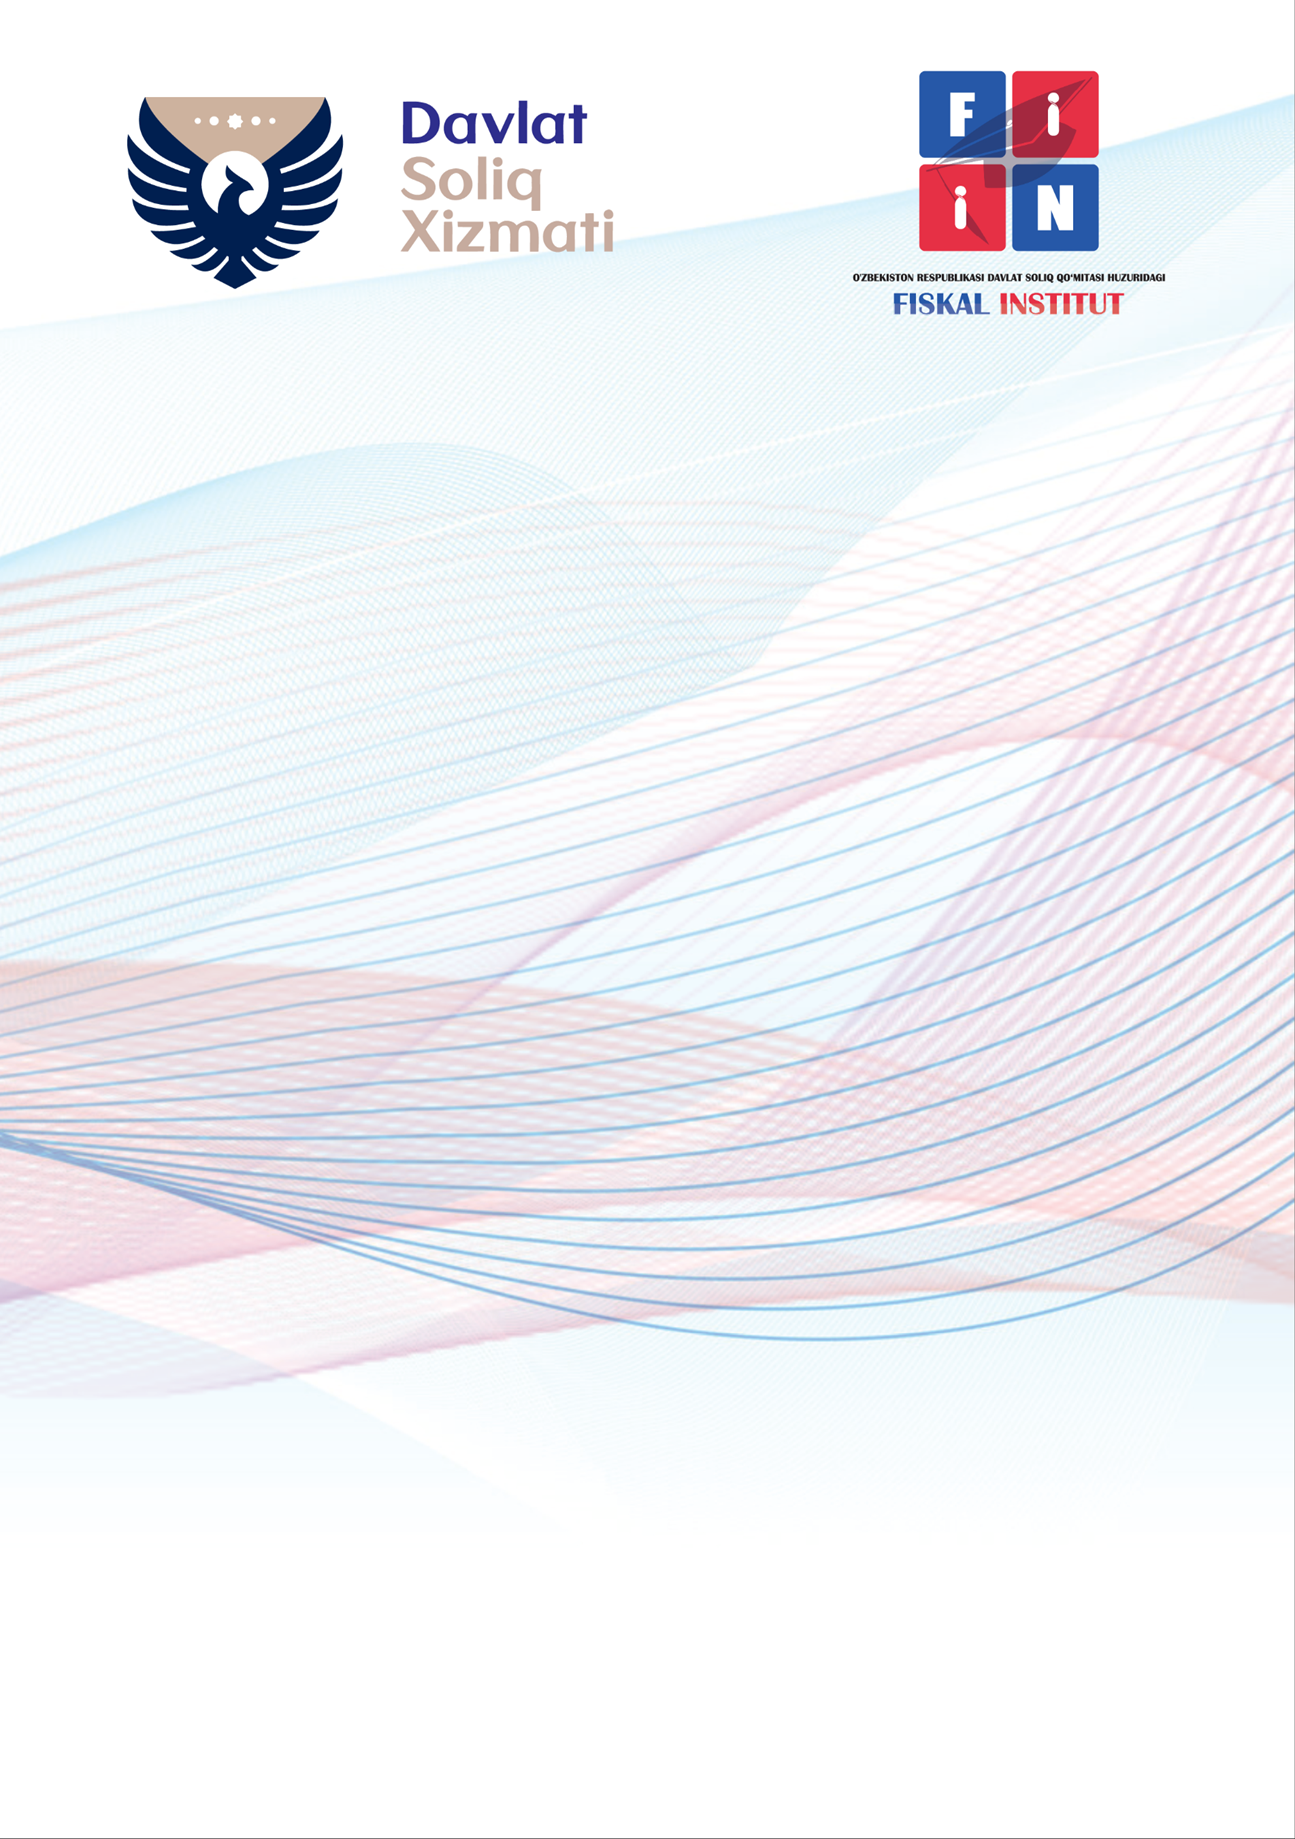 Davlat
Soliq
Xizmati
F i
i N
O'ZBEKISTON RESPUBLIKASI DAVLAT SOLIQ QO‘MITASI HUZURIDAGI
FISKAL INSTITUT